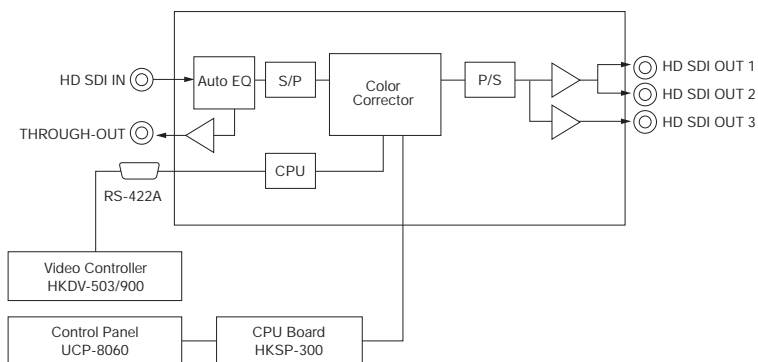 HD SDI IN
Auto EQ
S/P
Color
Corrector
P/S
HD SDI OUT 1
HD SDI OUT 2
HD SDI OUT 3
THROUGH-OUT
CPU
RS-422A
Video Controller
HKDV-503/900
Control Panel
UCP-8060
CPU Board
HKSP-300